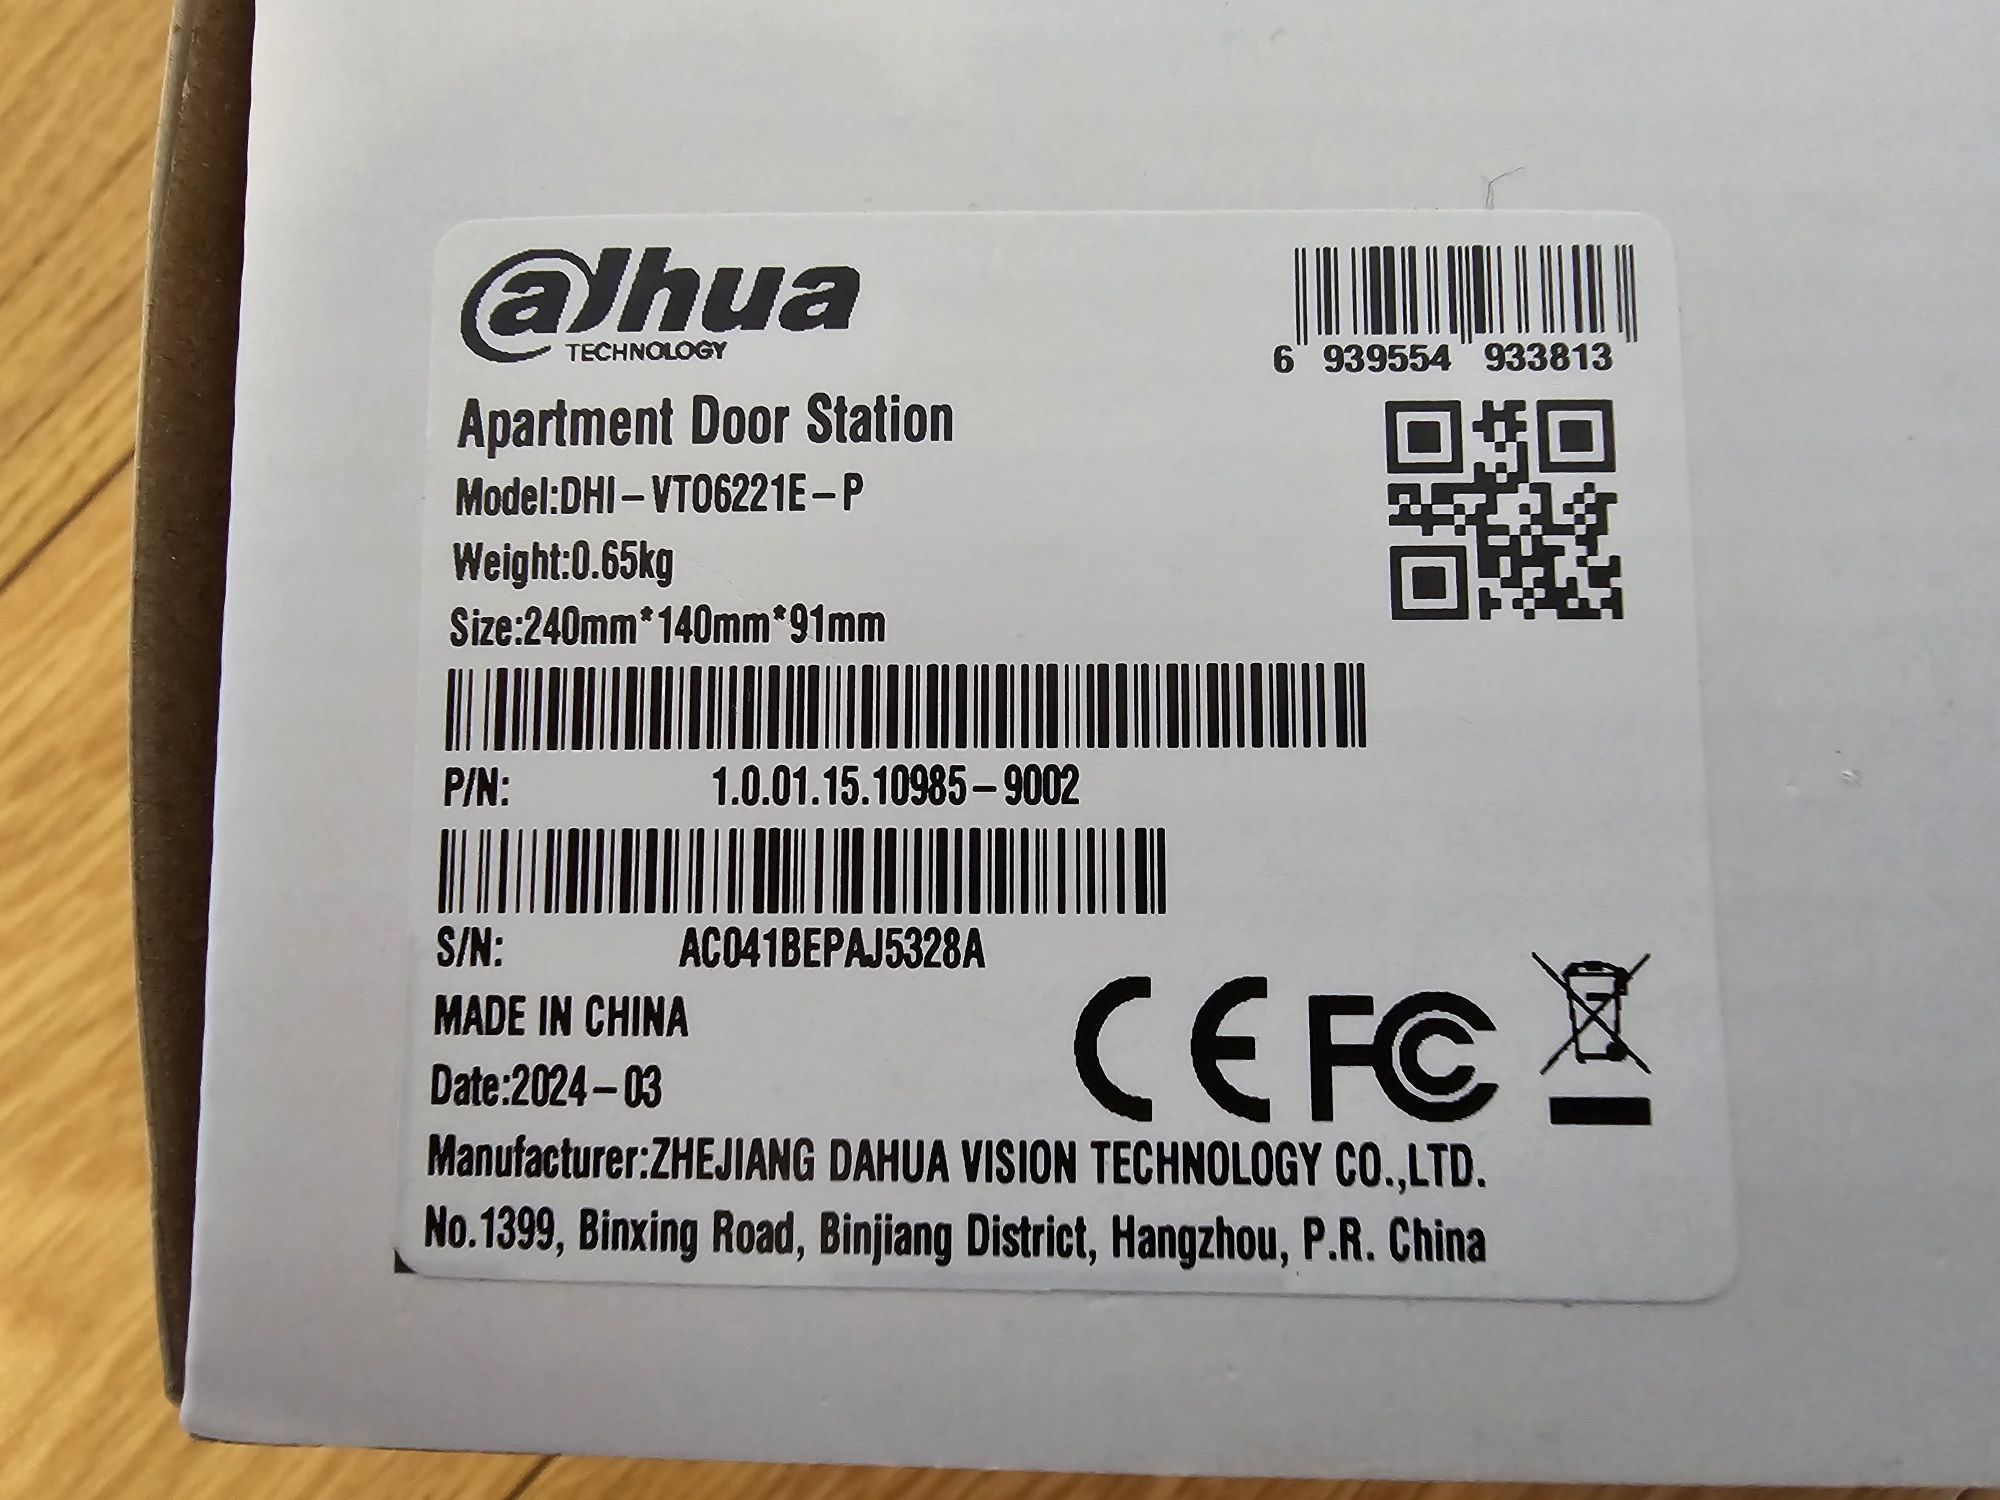 alhua
TECHNOLOGY
6 939554 933813
Apartment Door Station
Model:DHI-VTO6221E-P
Weight:0.65kg
Size:240mm*140mm*91mm
P/N: 1.0.01.15.10985-9002
S/N: AC041BEPAJ5328A
MADE IN CHINA
Date:2024-03
CE FC
Manufacturer:ZHEJIANG DAHUA VISION TECHNOLOGY CO.,LTD.
No.1399, Binxing Road, Binjiang District, Hangzhou, P.R. China